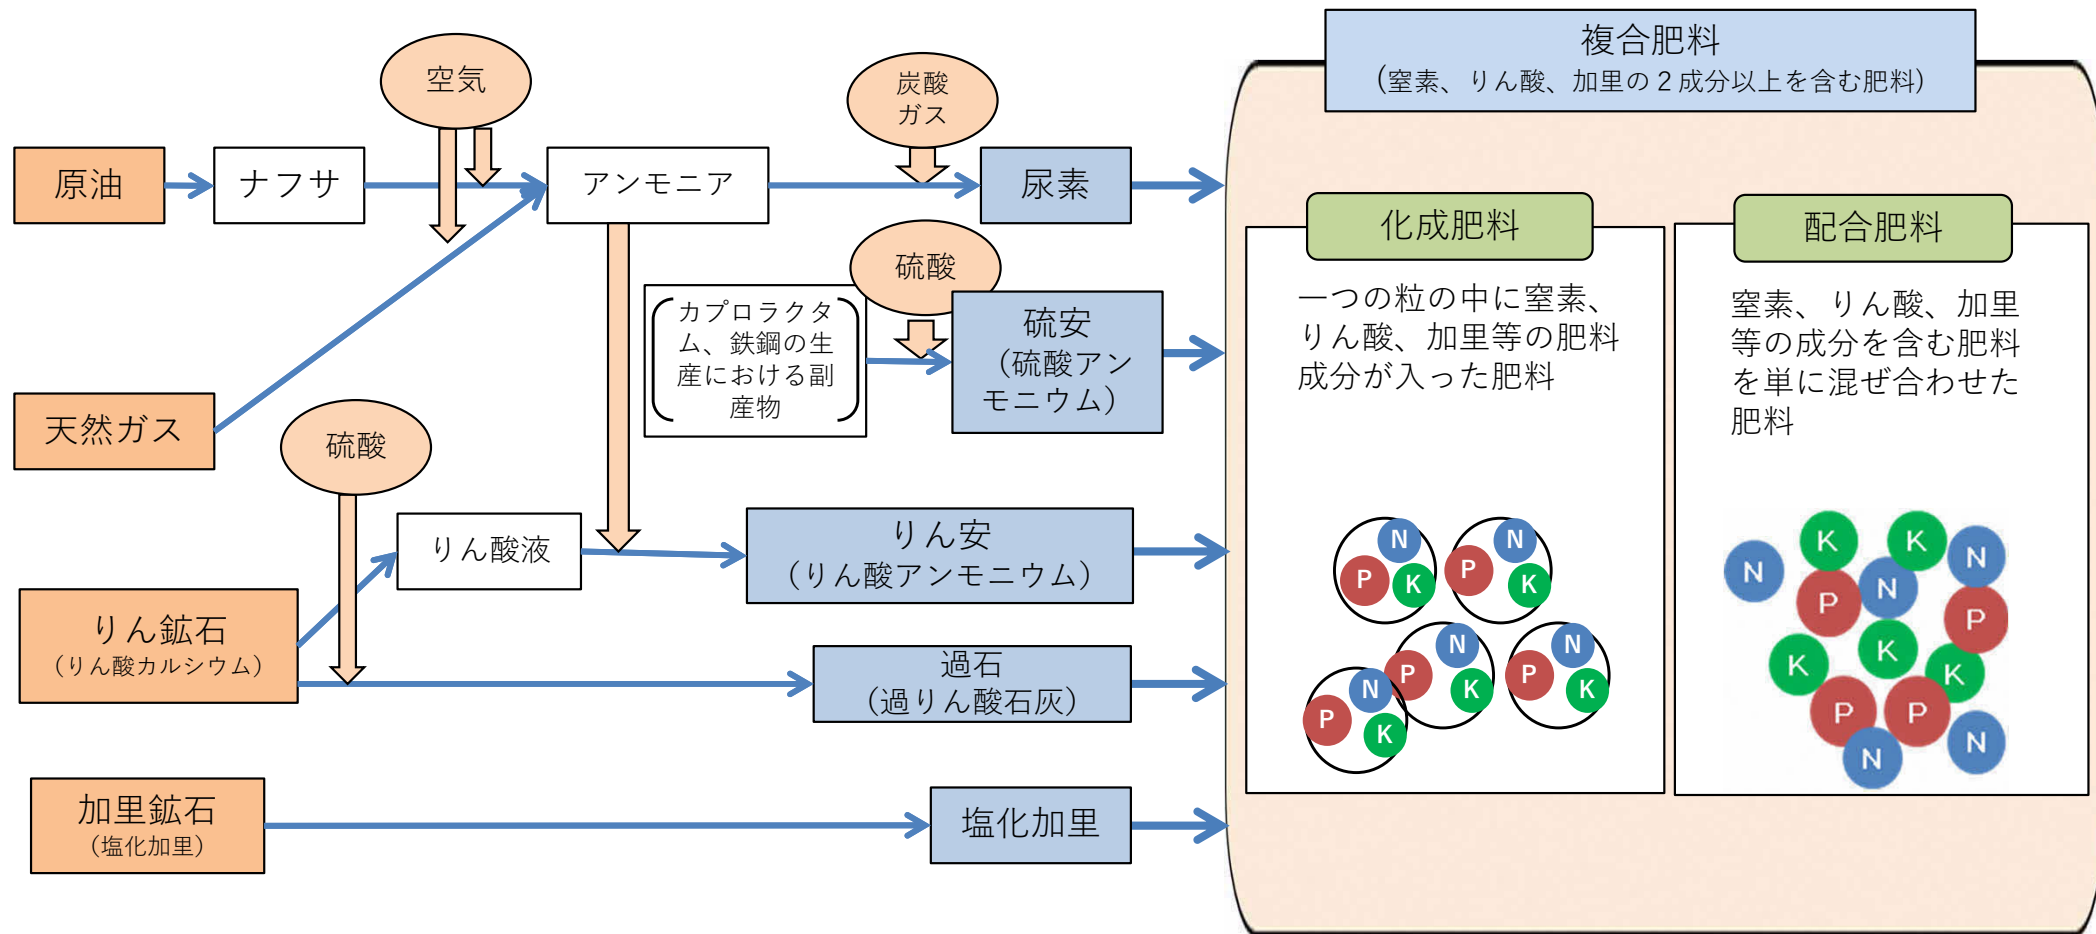 空気
炭酸
ガス
原油
ナフサ
アンモニア
尿素
硫酸
カプロラクタ
ム、鉄鋼の生
産における副
産物
硫安
（硫酸アン
モニウム）
天然ガス
硫酸
りん酸液
りん安
（りん酸アンモニウム）
りん鉱石
（りん酸カルシウム）
過石
（過りん酸石灰）
加里鉱石
（塩化加里）
塩化加里
複合肥料
(窒素、りん酸、加里の２成分以上を含む肥料)
化成肥料
一つの粒の中に窒素、
りん酸、加里等の肥料
成分が入った肥料
N
P
K
N
P
K
N
P
K
N
P
K
N
P
K
配合肥料
窒素、りん酸、加里
等の成分を含む肥料
を単に混ぜ合わせた
肥料
K
K
N
N
N
P
P
K
K
K
P
P
N
N